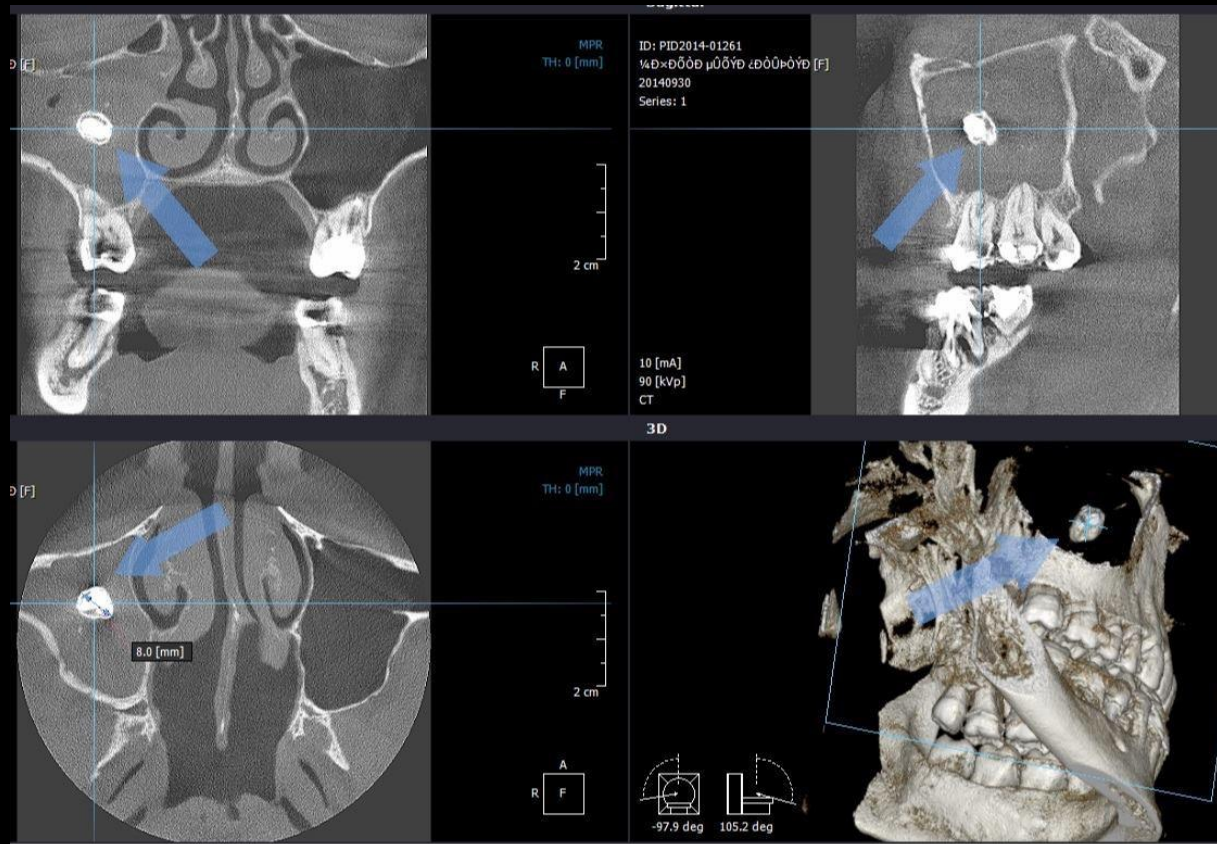 Sagittal
Ð [F]
MPR
TH: 0 [mm]
2 cm
R
A
F
ID: PID2014-01261
¼Ð×ÐÕÒÐ µÛÕÝÐ ¿ÐÒÛÞÒÝÐ [F]
20140930
Series: 1
10 [mA]
90 [kVp]
CT
3D
Ð [F]
MPR
TH: 0 [mm]
8.0 [mm]
2 cm
A
R
F
-97.9 deg
105.2 deg